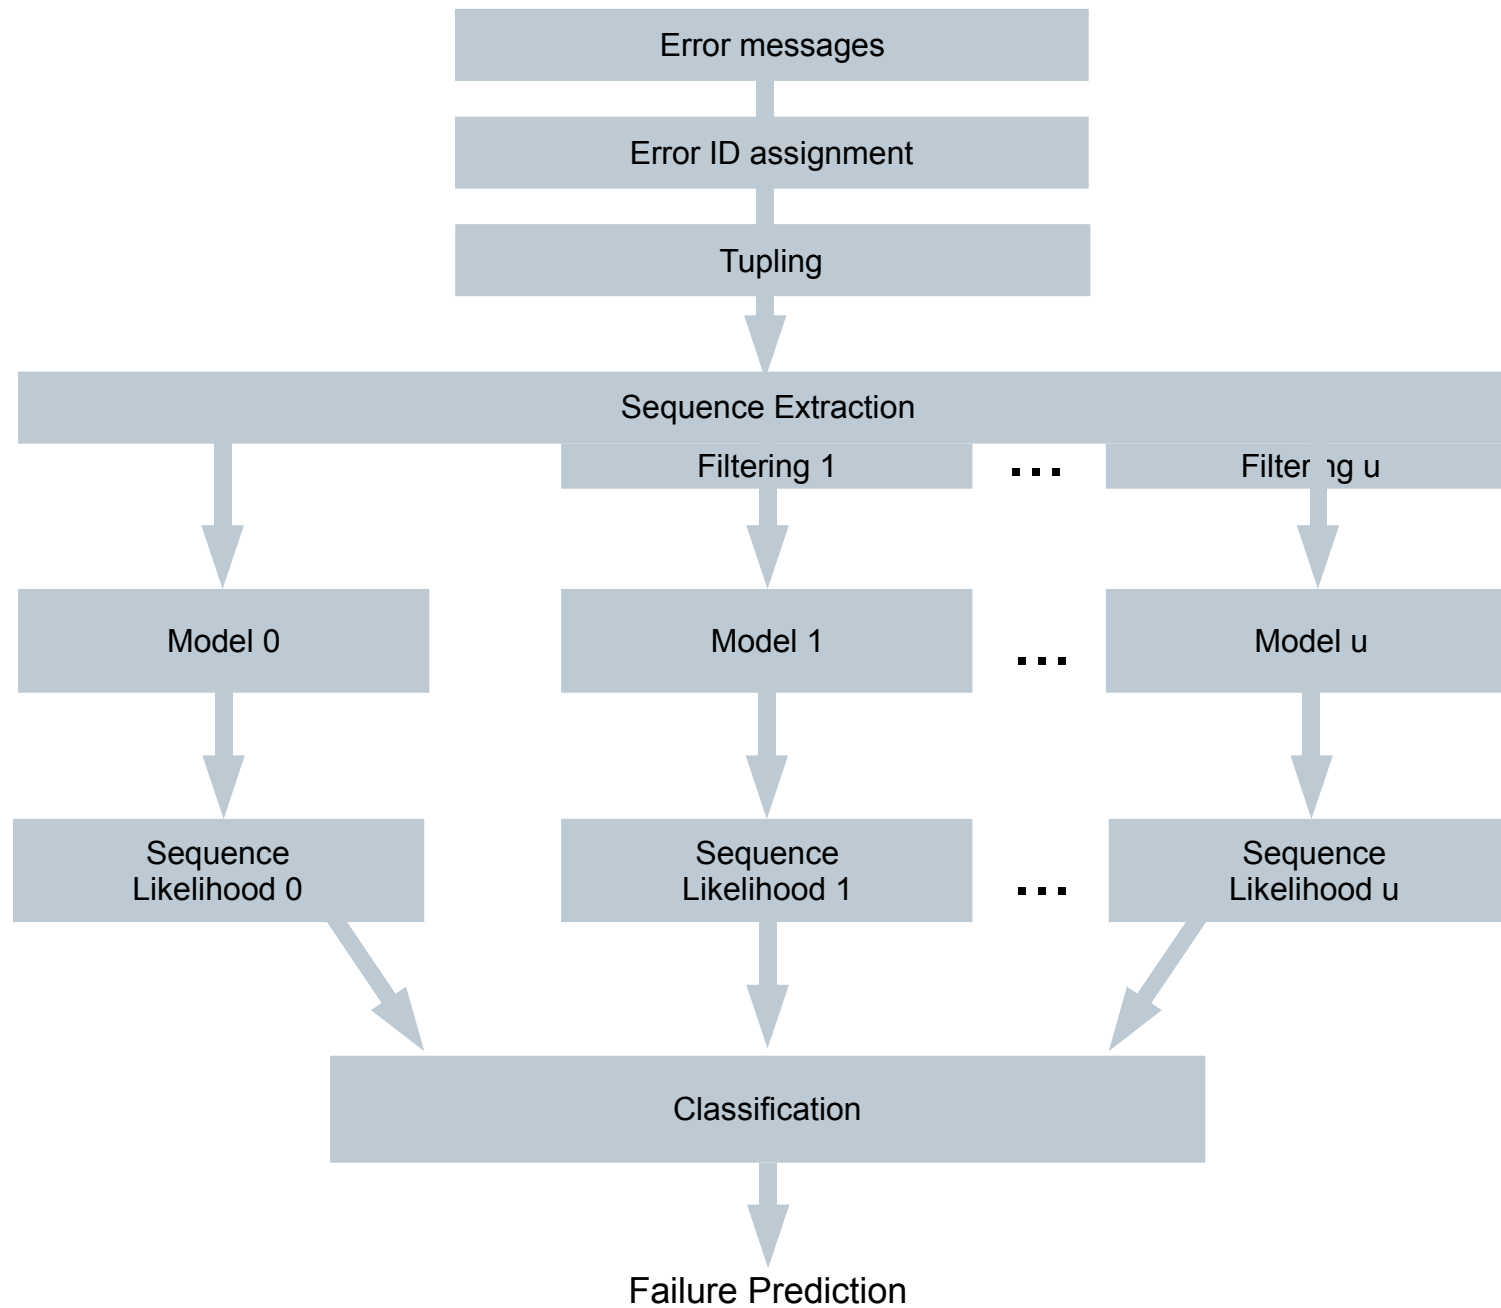 Error messages
Error ID assignment
Tupling
Sequence Extraction
Filtering 1
...
Filtering u
Model 0
Model 1
...
Model u
Sequence
Likelihood 0
Sequence
Likelihood 1
...
Sequence
Likelihood u
Classification
Failure Prediction